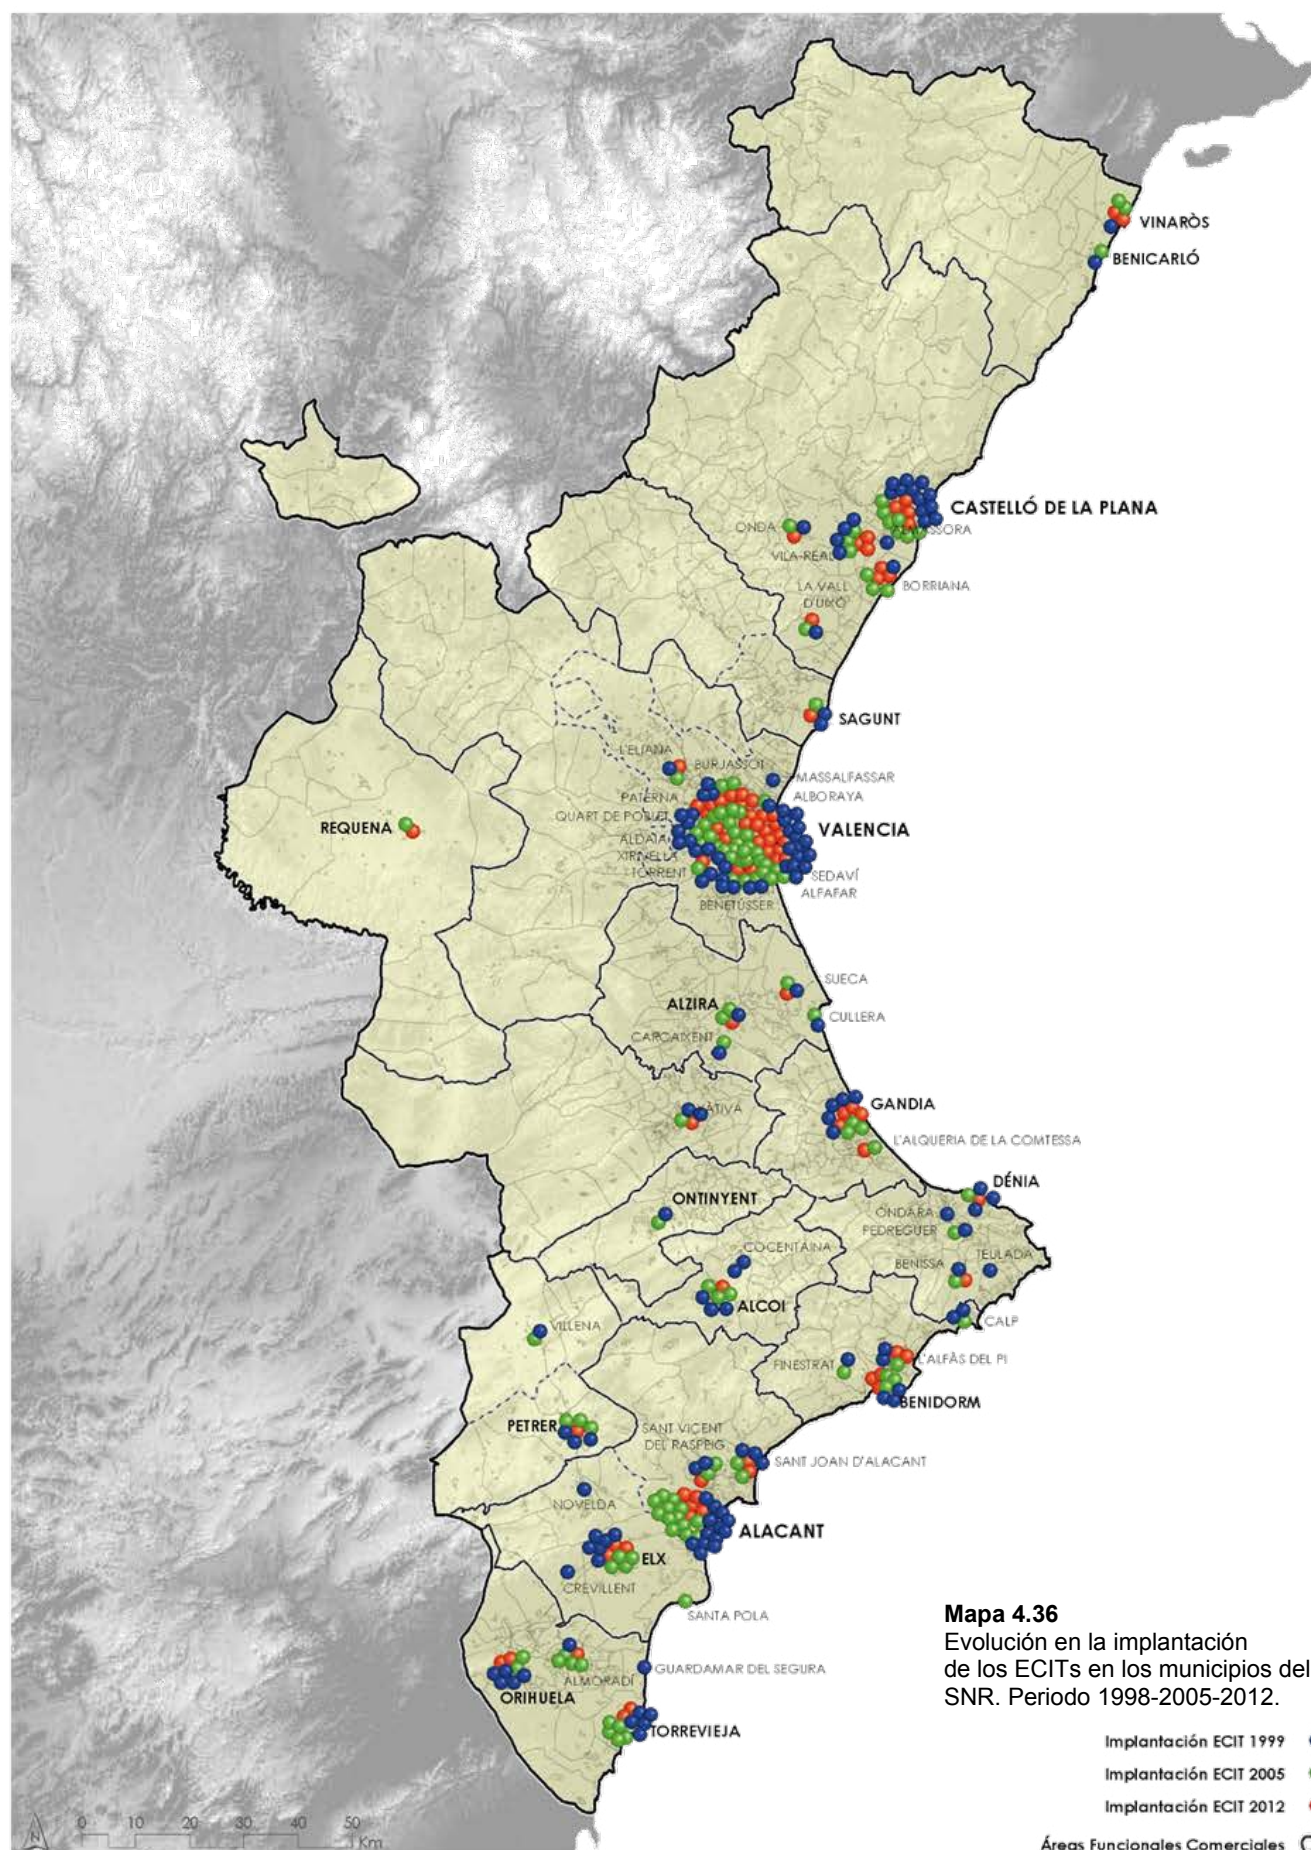 VINARÒS
BENICARLÓ
CASTELLÓ DE LA PLANA
ONDA
VILA-REAL
BORRIANA
LA VALL
D'UIXÓ
SAGUNT
L'ELIANA
BURJASSOT
MASSALFASSAR
PATERNA
ALBORAYA
QUART DE POBLET
VALENCIA
REQUENA
ALDAIA
XIRIVELLA
TORRENT
SEDAVÍ
ALFAFAR
BENETÚSSER
SUECA
ALZIRA
CULLERA
CARCAIXENT
GANDIA
XÀTIVA
L'ALQUERIA DE LA COMTESSA
DÉNIA
ONTINYENT
ONDARA
PEDREGUER
COCENTAINA
TEULADA
BENISSA
ALCOI
CALP
VILLENA
FINESTRAT
L'ALFÀS DEL PI
BENIDORM
PETRER
SANT VICENT
DEL RASPEIG
SANT JOAN D'ALACANT
NOVELDA
ALACANT
ELX
CREVILLENT
SANTA POLA
Mapa 4.36
Evolución en la implantación
de los ECITs en los municipios del
SNR. Periodo 1998-2005-2012.
GUARDAMAR DEL SEGURA
ALMORADÍ
ORIHUELA
TORREVIEJA
Implantación ECIT 1999
Implantación ECIT 2005
Implantación ECIT 2012
Áreas Funcionales Comerciales
N
0 10 20 30 40 50
Km